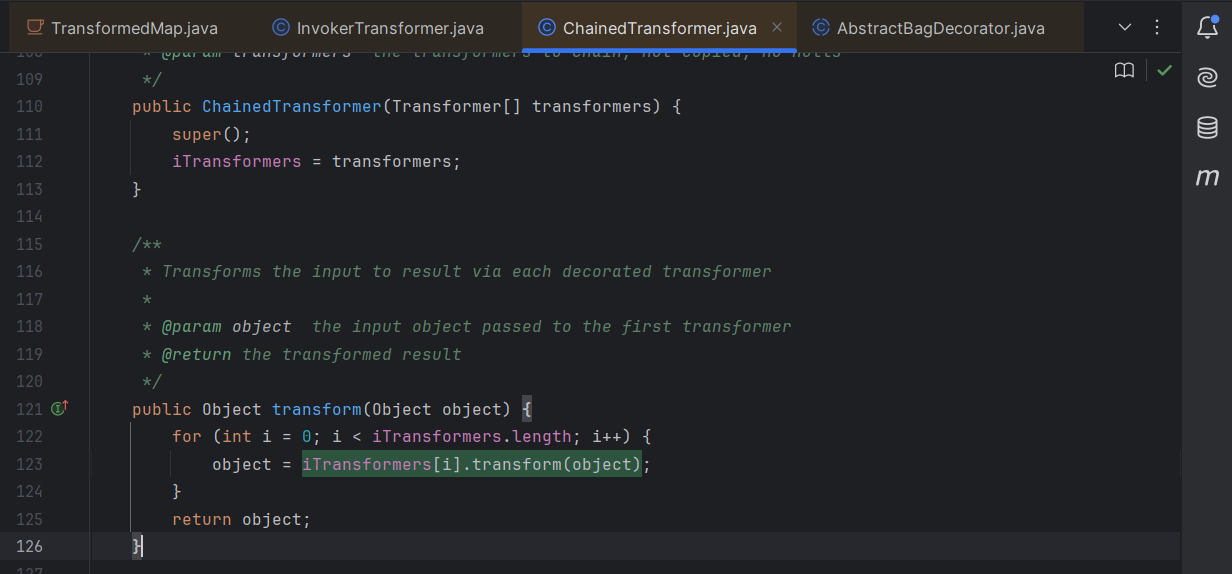 TransformedMap.java InvokerTransformer.java ChainedTransformer.java × AbstractBagDecorator.java
108 * @param transformers the transformers to chain, not copied, no nulls
109 */
110 public ChainedTransformer(Transformer[] transformers) {
111 super();
112 iTransformers = transformers;
113 }
114
115 /**
116 * Transforms the input to result via each decorated transformer
117 *
118 * @param object  the input object passed to the first transformer
119 * @return the transformed result
120 */
121 public Object transform(Object object) {
122 for (int i = 0; i < iTransformers.length; i++) {
123 object = iTransformers[i].transform(object);
124 }
125 return object;
126 }
127